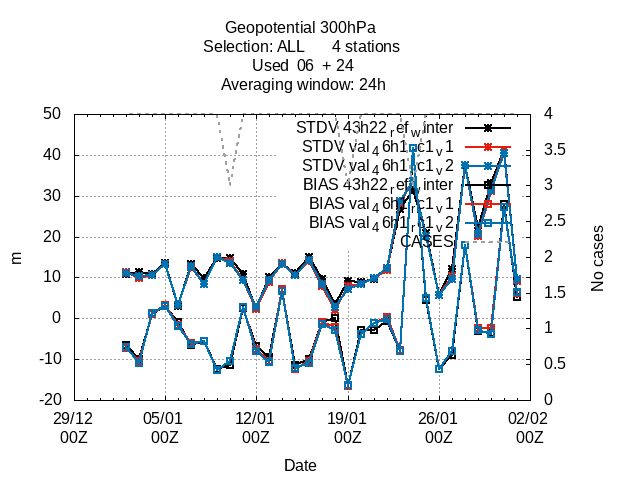 Geopotential 300hPa
Selection: ALL 4 stations
Used 06 + 24
Averaging window: 24h
50
40
30
20
10
0
-10
-20
4
3.5
3
2.5
2
1.5
1
0.5
0
STDV 43h22_ref_winter
STDV val_46h1_rc1_v1
STDV val_46h1_rc1_v2
BIAS 43h22_ref_winter
BIAS val_46h1_rc1_v1
BIAS val_46h1_rc1_v2
CASES
m
No cases
29/12 05/01 12/01 19/01 26/01 02/02
00Z 00Z 00Z 00Z 00Z 00Z
Date